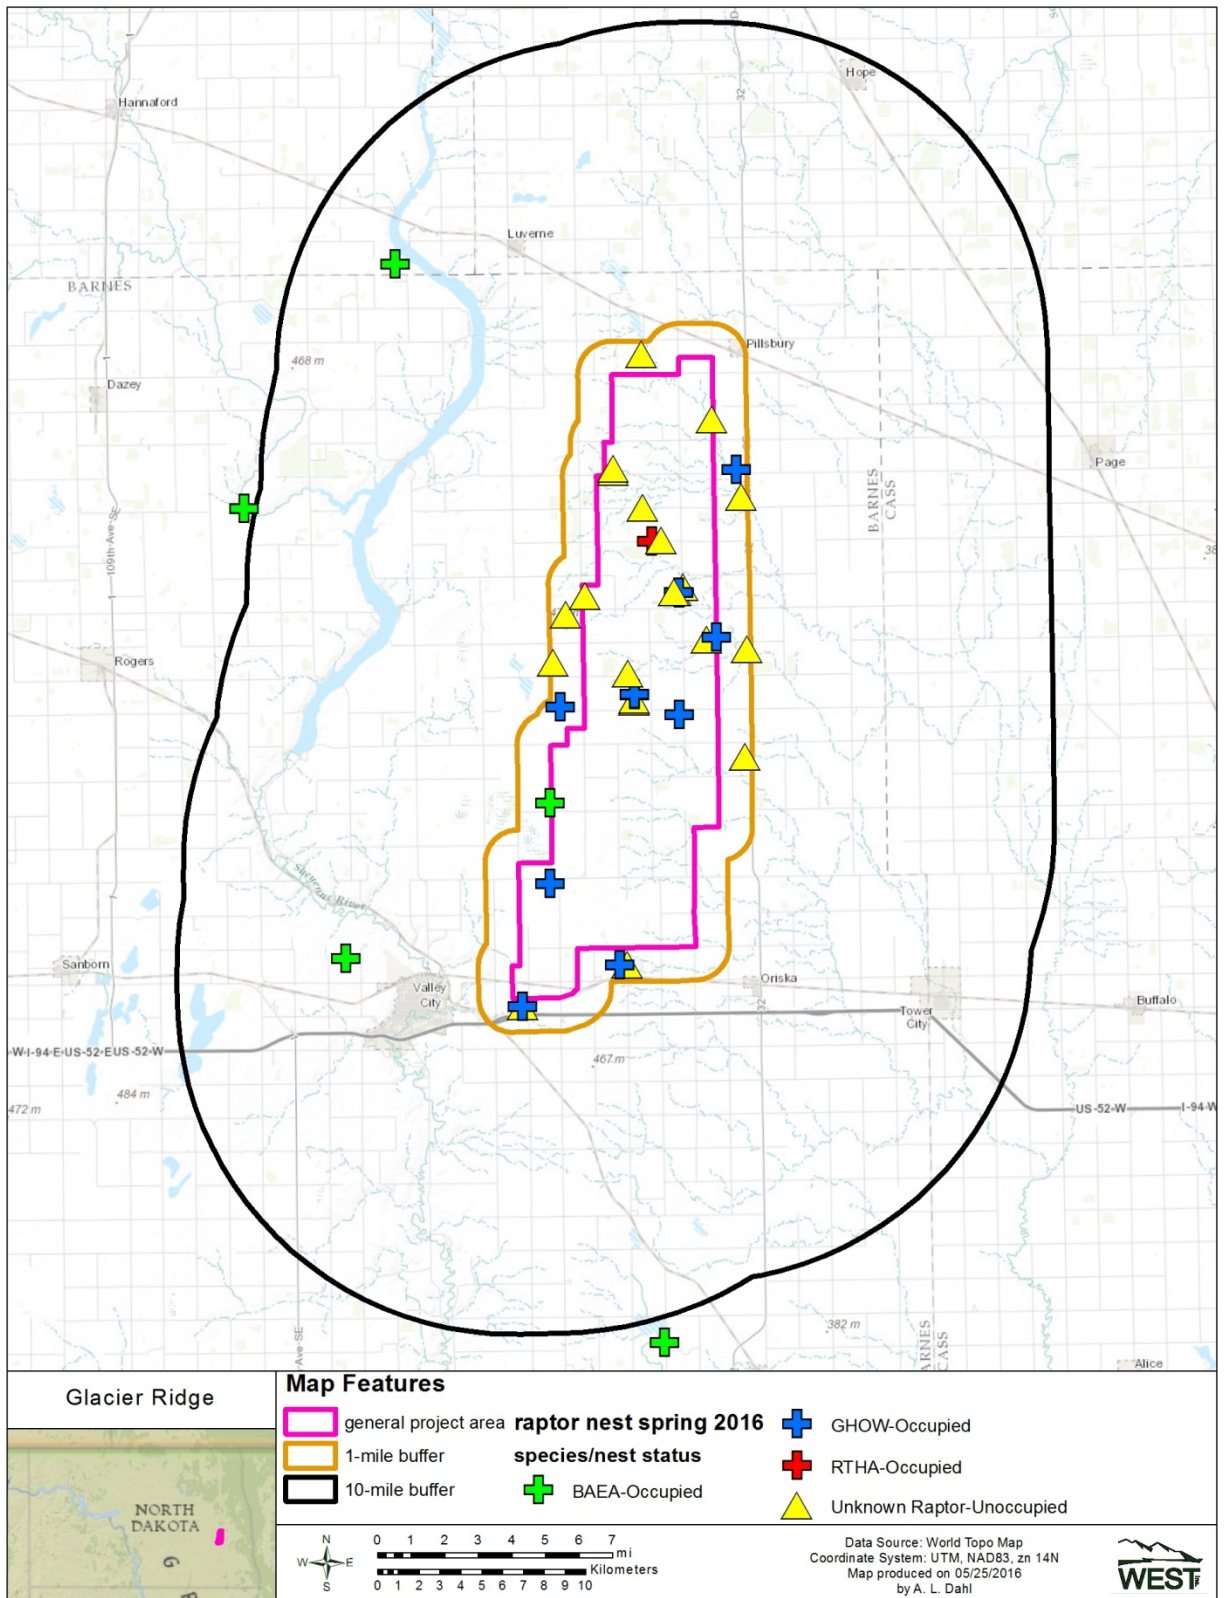 Hope
32
Hannaford
Luverne
BARNES
468 m
Pillsbury
Dazey
Page
BARNES
CASS
109th Ave SE
Rogers
Sheyenne River
Sanborn
Valley
City
Oriska
32
Tower
City
Buffalo
W-I-94-E-US-52-EUS-52-W
467 m
484 m
472 m
US-52-W
I-94-W
382 m
CASS
Alice
Glacier Ridge
Map Features
general project area
1-mile buffer
10-mile buffer
raptor nest spring 2016
species/nest status
BAEA-Occupied
GHOW-Occupied
RTHA-Occupied
Unknown Raptor-Unoccupied
NORTH
DAKOTA
G
N
W E
S
0 1 2 3 4 5 6 7
mi
Kilometers
0 1 2 3 4 5 6 7 8 9 10
Data Source: World Topo Map
Coordinate System: UTM, NAD83, zn 14N
Map produced on 05/25/2016
by A. L. Dahl
WEST